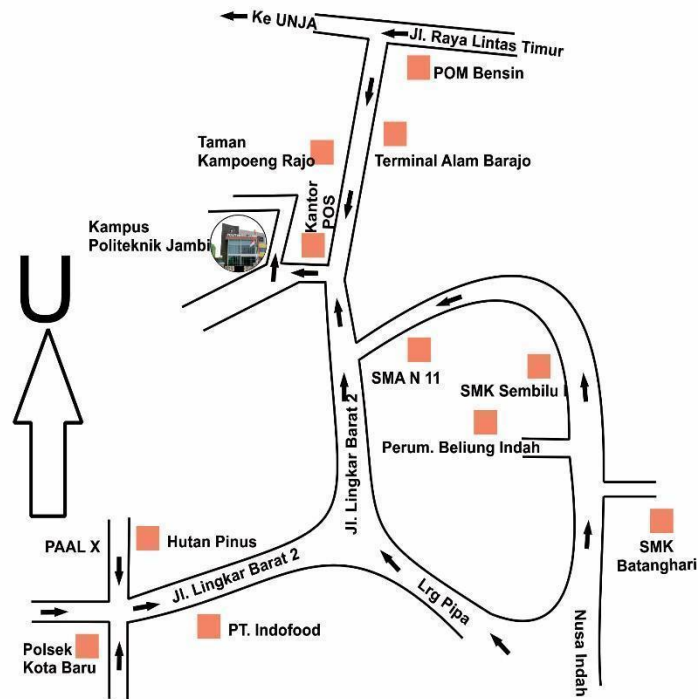 Ke UNJA
Jl. Raya Lintas Timur
POM Bensin
Taman
Kampoeng Rajo
Terminal Alam Barajo
Kantor
POS
Kampus
Politeknik Jambi
U
SMA N 11
SMK Sembilu
Jl. Lingkar Barat 2
Perum. Beliung Indah
PAAL X
Hutan Pinus
Jl. Lingkar Barat 2
SMK
Batanghari
Lrg Pipa
Nusa Indah
PT. Indofood
Polsek
Kota Baru